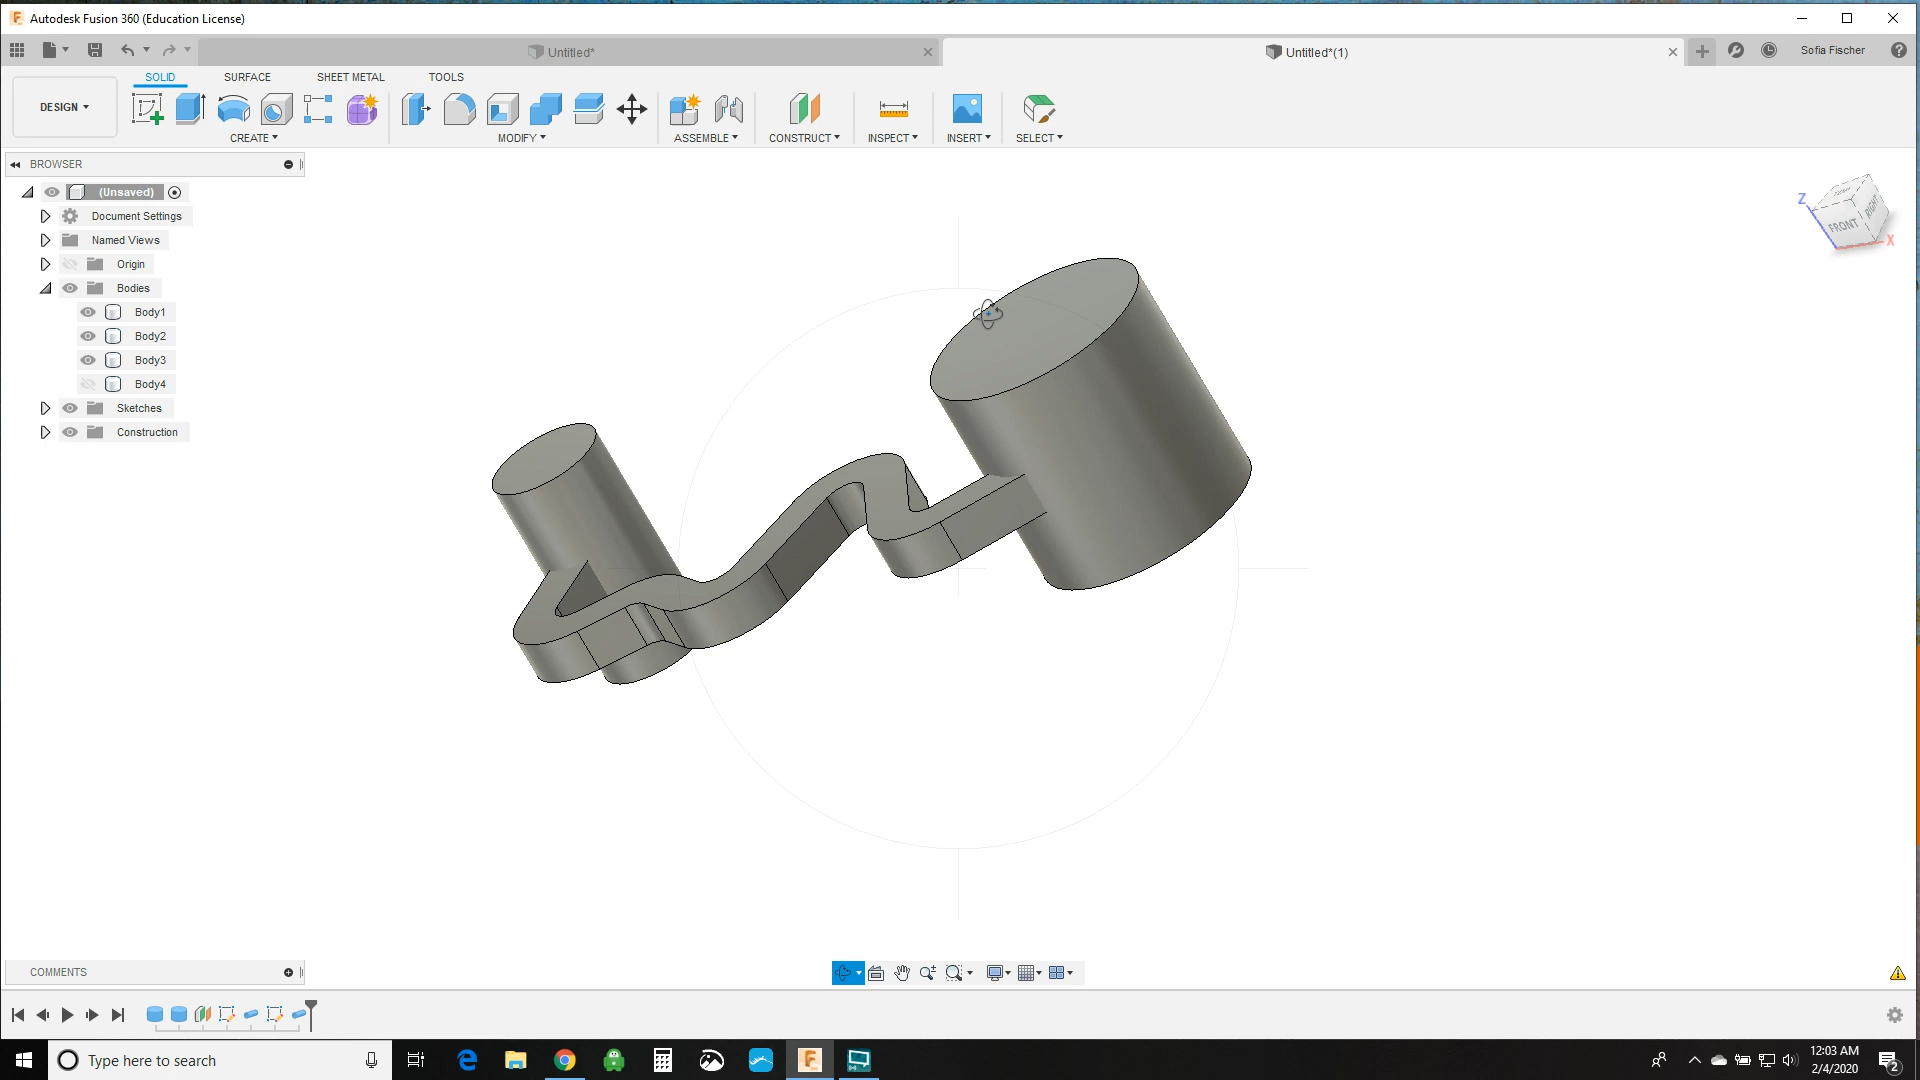 Autodesk Fusion 360 (Education License)
Untitled*
Untitled*(1)
Sofia Fischer
DESIGN
SOLID
SURFACE
SHEET METAL
TOOLS
CREATE
MODIFY
ASSEMBLE
CONSTRUCT
INSPECT
INSERT
SELECT
BROWSER
(Unsaved)
Document Settings
Named Views
Origin
Bodies
Body1
Body2
Body3
Body4
Sketches
Construction
Z
FRONT
RIGHT
X
COMMENTS
Type here to search
12:03 AM
2/4/2020
2